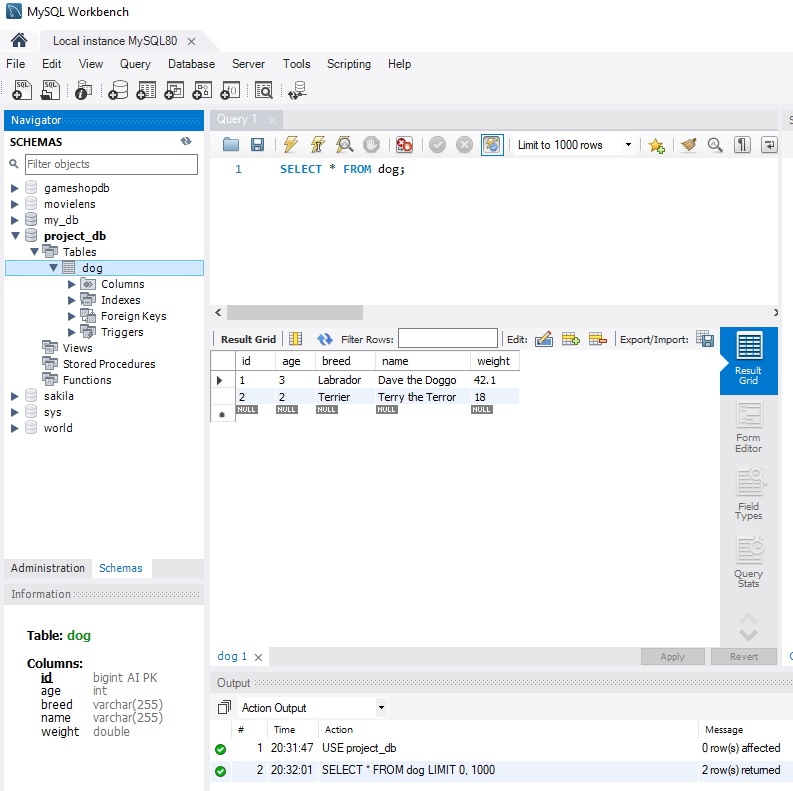 MySQL Workbench
Local instance MySQL80
File Edit View Query Database Server Tools Scripting Help
SQL SQL
Navigator
SCHEMAS
Filter objects
gameshopdb
movielens
my_db
project_db
Tables
dog
Columns
Indexes
Foreign Keys
Triggers
Views
Stored Procedures
Functions
sakila
sys
world
Administration Schemas
Information
Table: dog
Columns:
id bigint AI PK
age int
breed varchar(255)
name varchar(255)
weight double
Query 1
Limit to 1000 rows
1 SELECT * FROM dog;
Result Grid Filter Rows: Edit: Export/Import:
id age breed name weight
1 3 Labrador Dave the Doggo 42.1
2 2 Terrier Terry the Terror 18
NULL NULL NULL NULL NULL
Result
Grid
Form
Editor
Field
Types
Query
Stats
dog 1
Apply Revert
Output
Action Output
# Time Action Message
1 20:31:47 USE project_db 0 row(s) affected
2 20:32:01 SELECT * FROM dog LIMIT 0, 1000 2 row(s) returned